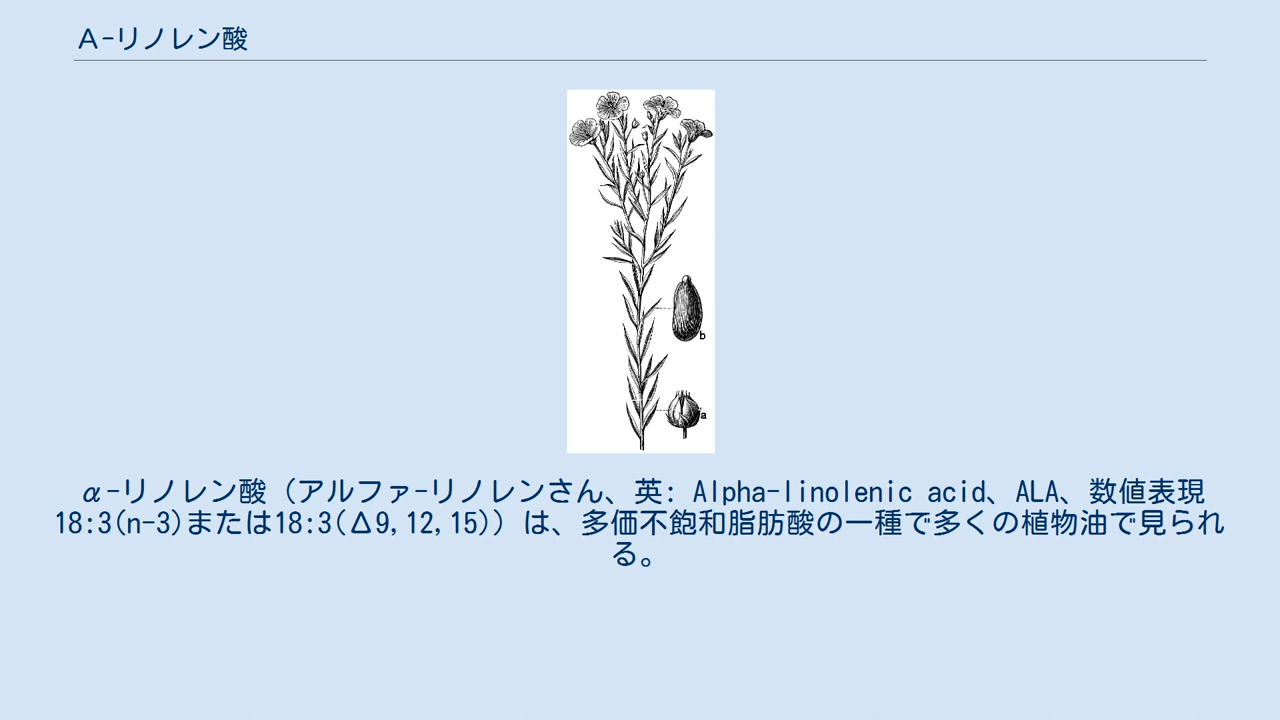 Α-リノレン酸
b
a
α-リノレン酸（アルファ-リノレンさん、英: Alpha-linolenic acid、ALA、数値表現
18:3(n-3)または18:3(Δ9,12,15)）は、多価不飽和脂肪酸の一種で多くの植物油で見られ
る。